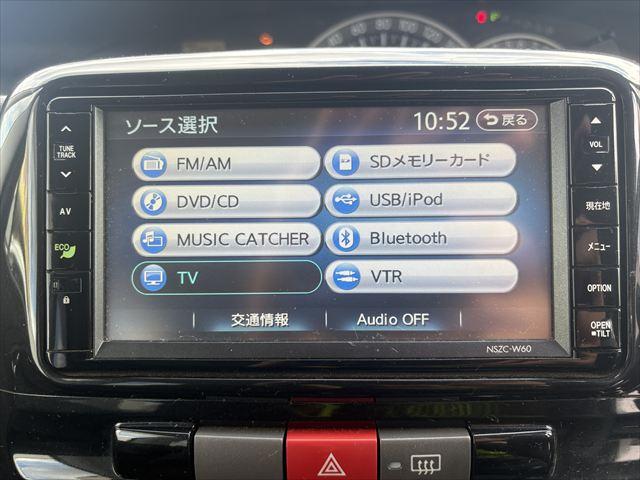 ソース選択
10:52
戻る
FM/AM
SDメモリーカード
DVD/CD
USB/iPod
MUSIC CATCHER
Bluetooth
TV
VTR
交通情報
Audio OFF
TUNE
TRACK
AV
ECO
VOL
現在地
メニュー
OPTION
OPEN
TILT
NSZC-W60